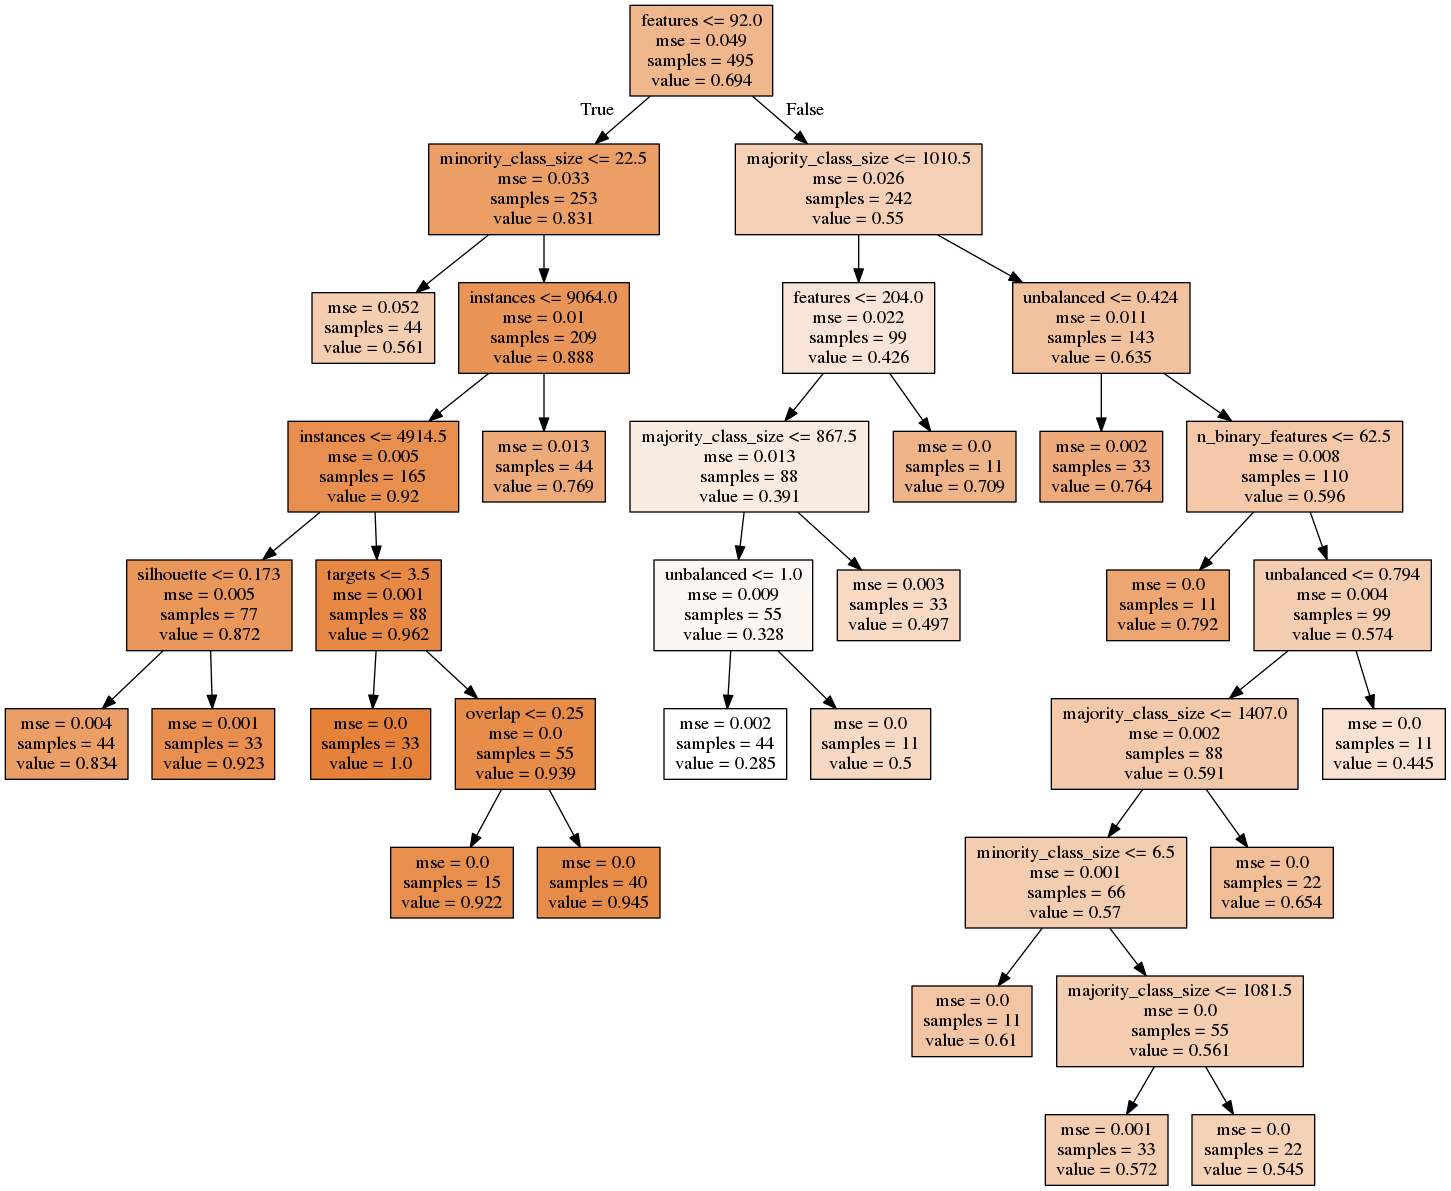 features <= 92.0
mse = 0.049
samples = 495
value = 0.694
True
False
minority_class_size <= 22.5
mse = 0.033
samples = 253
value = 0.831
majority_class_size <= 1010.5
mse = 0.026
samples = 242
value = 0.55
mse = 0.052
samples = 44
value = 0.561
instances <= 9064.0
mse = 0.01
samples = 209
value = 0.888
features <= 204.0
mse = 0.022
samples = 99
value = 0.426
unbalanced <= 0.424
mse = 0.011
samples = 143
value = 0.635
instances <= 4914.5
mse = 0.005
samples = 165
value = 0.92
mse = 0.013
samples = 44
value = 0.769
majority_class_size <= 867.5
mse = 0.013
samples = 88
value = 0.391
mse = 0.0
samples = 11
value = 0.709
mse = 0.002
samples = 33
value = 0.764
n_binary_features <= 62.5
mse = 0.008
samples = 110
value = 0.596
silhouette <= 0.173
mse = 0.005
samples = 77
value = 0.872
targets <= 3.5
mse = 0.001
samples = 88
value = 0.962
unbalanced <= 1.0
mse = 0.009
samples = 55
value = 0.328
mse = 0.003
samples = 33
value = 0.497
mse = 0.0
samples = 11
value = 0.792
unbalanced <= 0.794
mse = 0.004
samples = 99
value = 0.574
mse = 0.004
samples = 44
value = 0.834
mse = 0.001
samples = 33
value = 0.923
mse = 0.0
samples = 33
value = 1.0
overlap <= 0.25
mse = 0.0
samples = 55
value = 0.939
mse = 0.002
samples = 44
value = 0.285
mse = 0.0
samples = 11
value = 0.5
majority_class_size <= 1407.0
mse = 0.002
samples = 88
value = 0.591
mse = 0.0
samples = 11
value = 0.445
mse = 0.0
samples = 15
value = 0.922
mse = 0.0
samples = 40
value = 0.945
minority_class_size <= 6.5
mse = 0.001
samples = 66
value = 0.57
mse = 0.0
samples = 22
value = 0.654
mse = 0.0
samples = 11
value = 0.61
majority_class_size <= 1081.5
mse = 0.0
samples = 55
value = 0.561
mse = 0.001
samples = 33
value = 0.572
mse = 0.0
samples = 22
value = 0.545